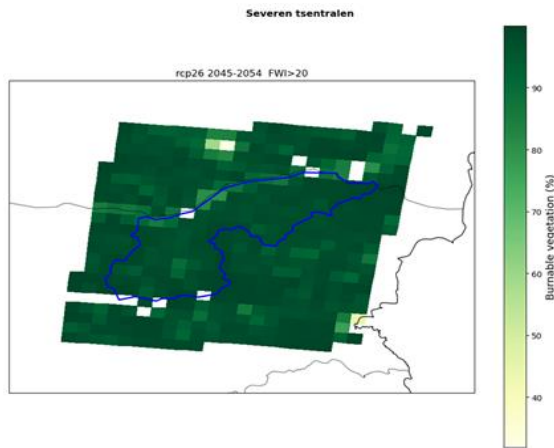 Severen tsentralen
rcp26 2045-2054 FWI>20
90
80
70
60
50
40
Burnable vegetation (%)